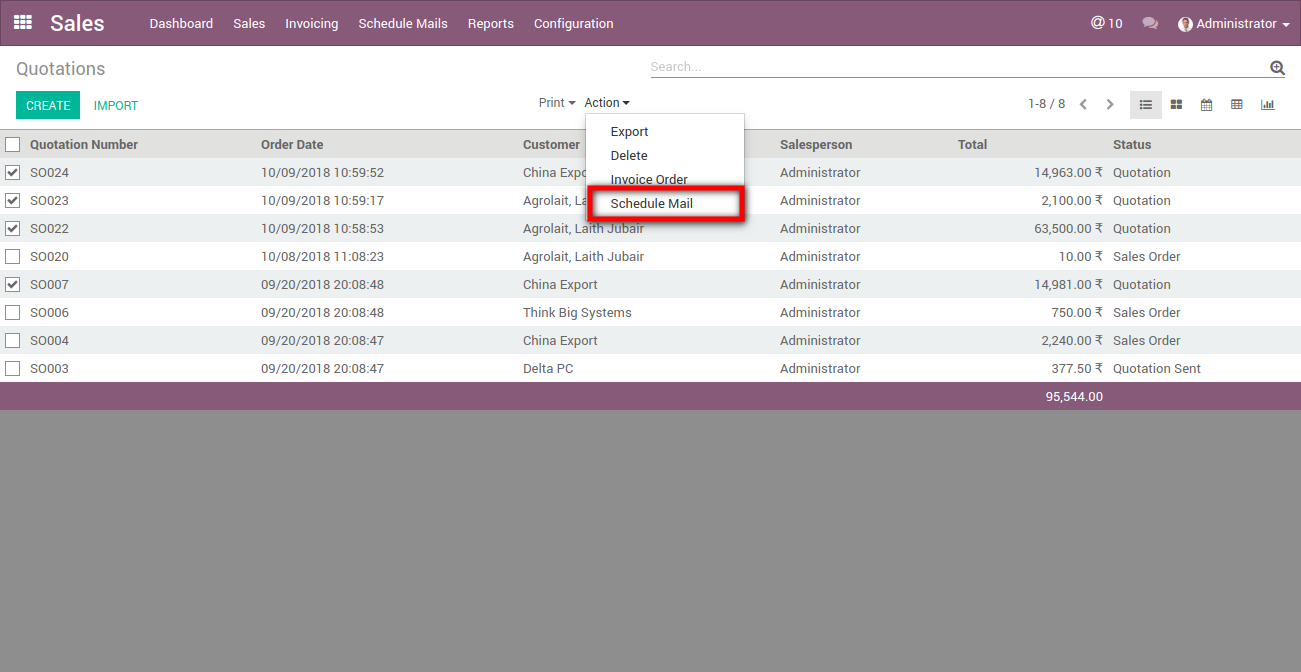 Sales Dashboard Sales Invoicing Schedule Mails Reports Configuration @ 10 Administrator
Quotations Search...
CREATE IMPORT Print Action 1-8 / 8
Export
Delete
Invoice Order
Schedule Mail
Quotation Number Order Date Customer Salesperson Total Status
SO024 10/09/2018 10:59:52 China Expo Administrator 14,963.00 ₹ Quotation
SO023 10/09/2018 10:59:17 Agrolait, La Administrator 2,100.00 ₹ Quotation
SO022 10/09/2018 10:58:53 Agrolait, Laith Jubair Administrator 63,500.00 ₹ Quotation
SO020 10/08/2018 11:08:23 Agrolait, Laith Jubair Administrator 10.00 ₹ Sales Order
SO007 09/20/2018 20:08:48 China Export Administrator 14,981.00 ₹ Quotation
SO006 09/20/2018 20:08:48 Think Big Systems Administrator 750.00 ₹ Sales Order
SO004 09/20/2018 20:08:47 China Export Administrator 2,240.00 ₹ Sales Order
SO003 09/20/2018 20:08:47 Delta PC Administrator 377.50 ₹ Quotation Sent
95,544.00